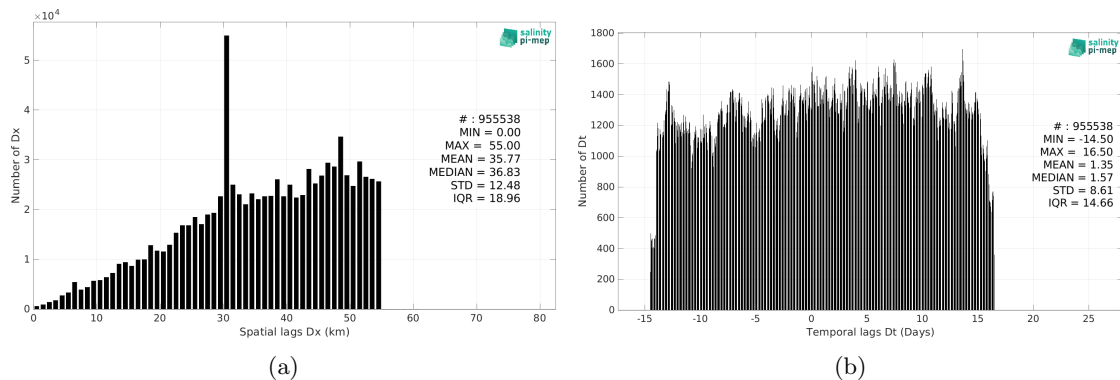 ×10⁴
5
4
3
2
1
0
Number of Dx
0 10 20 30 40 50 60 70 80
Spatial lags Dx (km)
salinity
pi-mep
# : 955538
MIN = 0.00
MAX = 55.00
MEAN = 35.77
MEDIAN = 36.83
STD = 12.48
IQR = 18.96
(a)
1800
1600
1400
1200
1000
800
600
400
200
0
Number of Dt
-15 -10 -5 0 5 10 15 20 25
Temporal lags Dt (Days)
salinity
pi-mep
# : 955538
MIN = -14.50
MAX = 16.50
MEAN = 1.35
MEDIAN = 1.57
STD = 8.61
IQR = 14.66
(b)